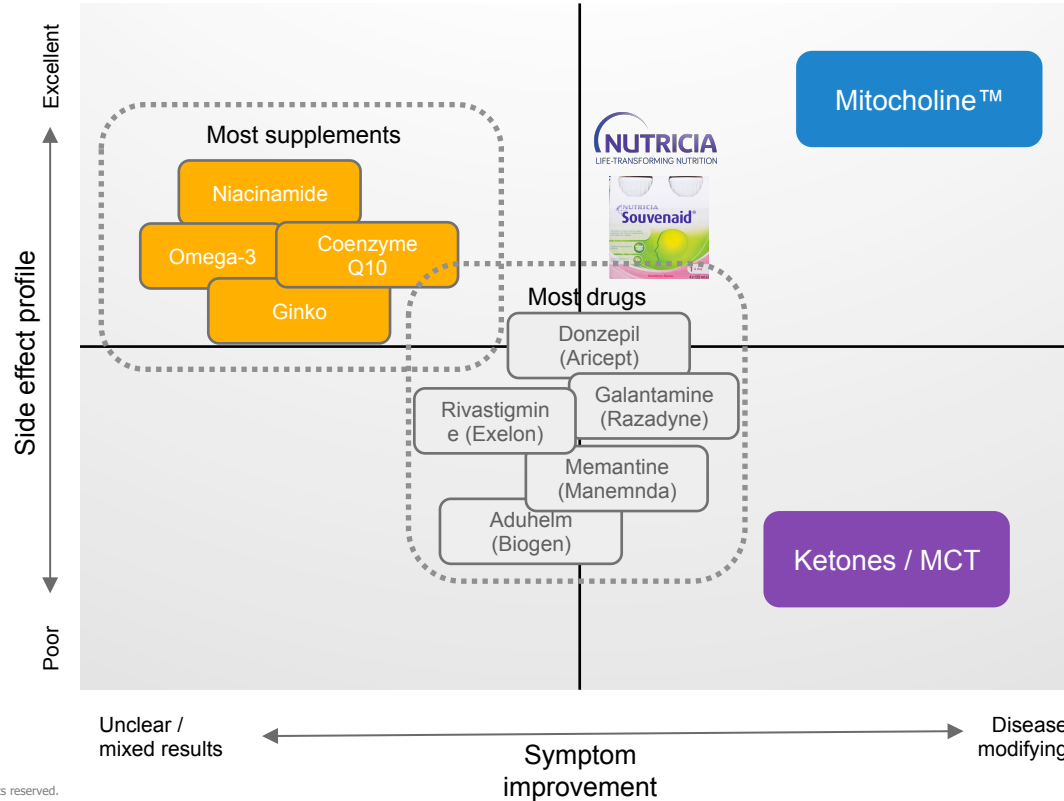 Excellent
Side effect profile
Poor
Most supplements
Niacinamide
Omega-3
Coenzyme
Q10
Ginko
Mitocholine™
NUTRICIA
LIFE-TRANSFORMING NUTRITION
NUTRICIA
Souvenaid®
Most drugs
Donzepil
(Aricept)
Galantamine
(Razadyne)
Rivastigmin
e (Exelon)
Memantine
(Manemnda)
Aduhelm
(Biogen)
Ketones / MCT
Unclear /
mixed results
Symptom
improvement
Disease
modifying
ts reserved.